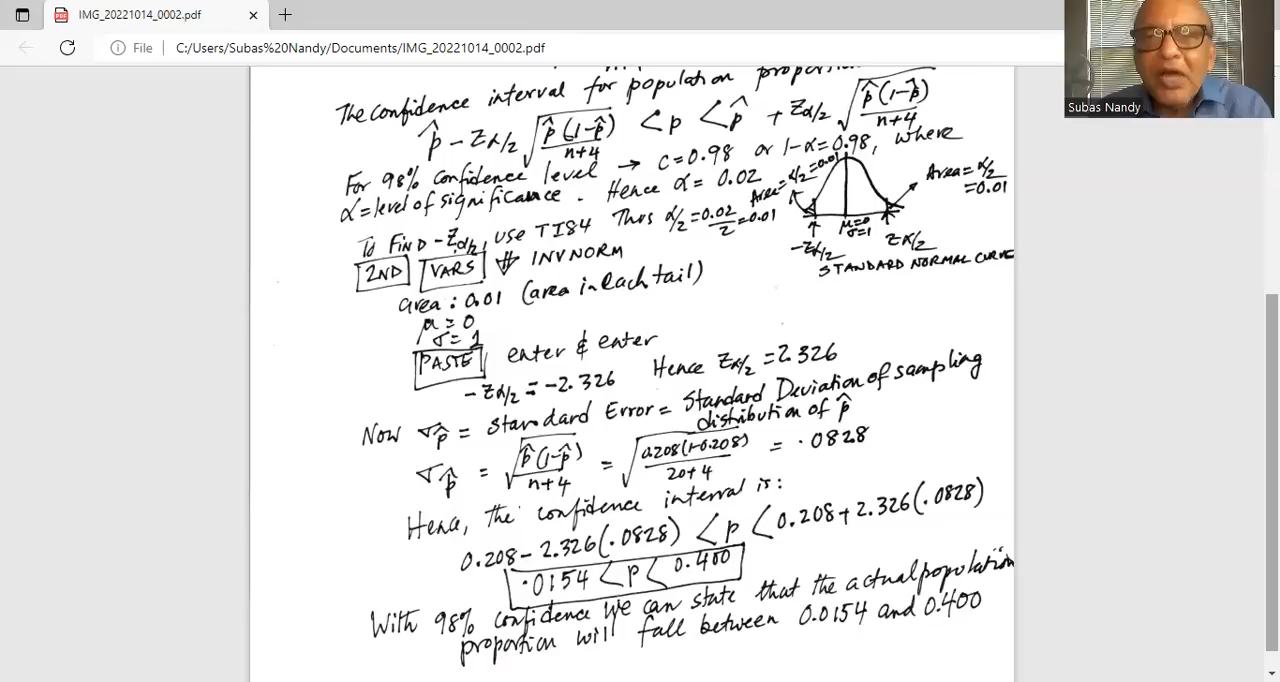 IMG_20221014_0002.pdf
File C:/Users/Subas%20Nandy/Documents/IMG_20221014_0002.pdf
Subas Nandy
The confidence interval for population
p̂ - Zα/2 √(p̂(1-p̂)/(n+4)) < p < p̂ + Zα/2 √(p̂(1-p̂)/(n+4))
For 98% confidence level → C=0.98 or 1-α=0.98, where
α=level of significance. Hence α = 0.02
Thus α/2 = 0.02/2 = 0.01
Area=α/2=0.01
Area=α/2
=0.01
μ=0
σ=1
-Zα/2
Zα/2
STANDARD NORMAL CURVE
To FIND -Zα/2, USE TI84
2ND VARS ⇓ INVNORM
area: 0.01 (area in each tail)
μ = 0
σ = 1
PASTE enter & enter
-Zα/2 = -2.326 Hence Zα/2 = 2.326
Now σp̂ = Standard Error = Standard Deviation of sampling
distribution of p̂
σp̂ = √(p̂(1-p̂)/(n+4)) = √(0.208(1-0.208)/(20+4)) = .0828
Hence, the confidence interval is:
0.208 - 2.326(.0828) < p < 0.208 + 2.326(.0828)
.0154 < p < 0.400
With 98% confidence we can state that the actual population
proportion will fall between 0.0154 and 0.400